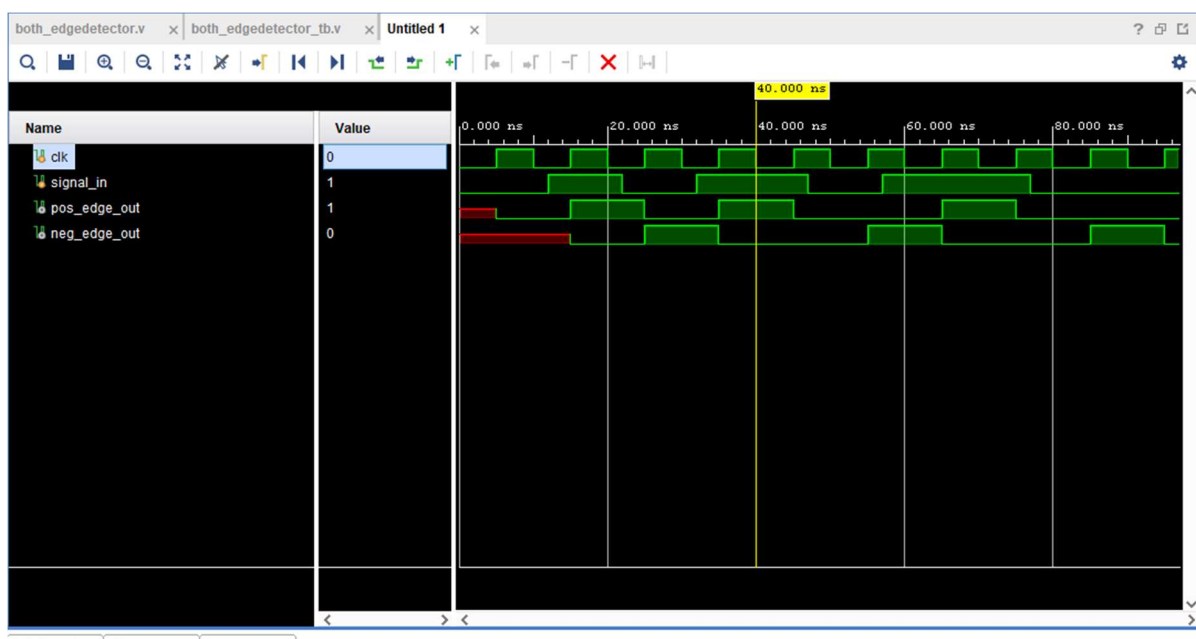 both_edgedetector.v × both_edgedetector_tb.v × Untitled 1 ×
40.000 ns
Name Value
0.000 ns 20.000 ns 40.000 ns 60.000 ns 80.000 ns
clk 0
signal_in 1
pos_edge_out 1
neg_edge_out 0